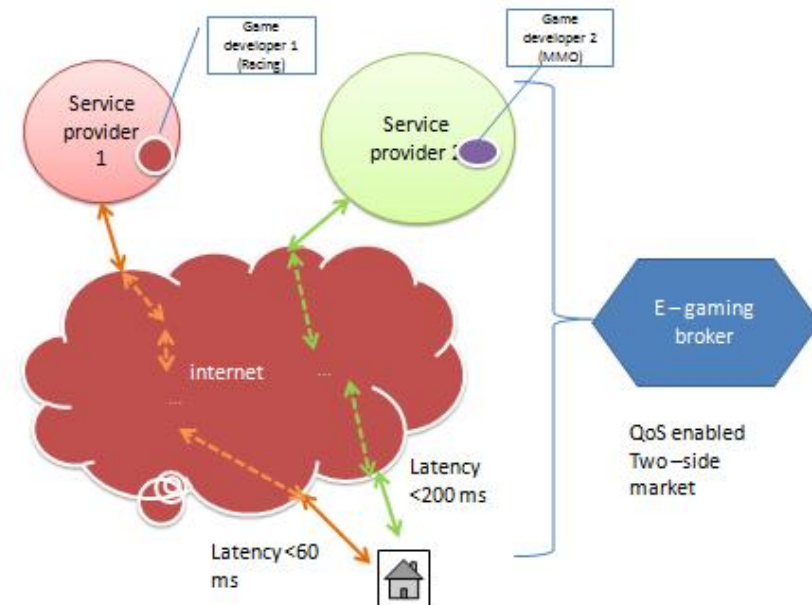 Game
developer 1
(Racing)
Game
developer 2
(MMO)
Service
provider
1
Service
provider 2
E – gaming
broker
internet
...
...
QoS enabled
Two –side
market
Latency
<200 ms
Latency <60
ms